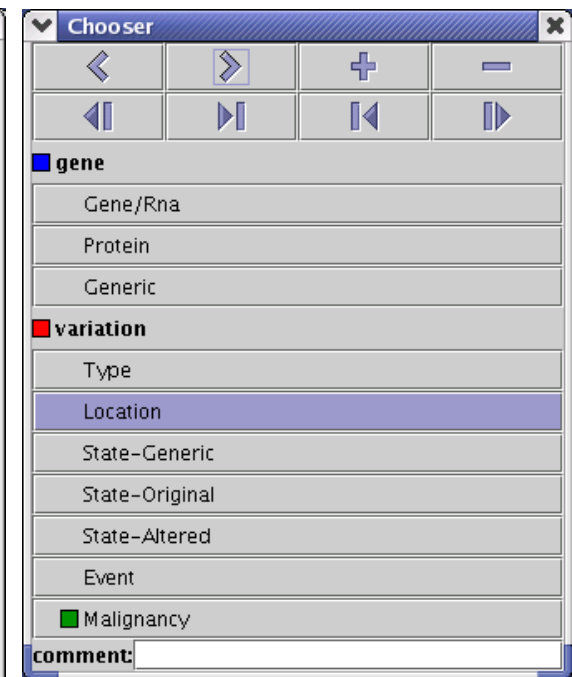 Chooser
gene
Gene/Rna
Protein
Generic
variation
Type
Location
State-Generic
State-Original
State-Altered
Event
Malignancy
comment: